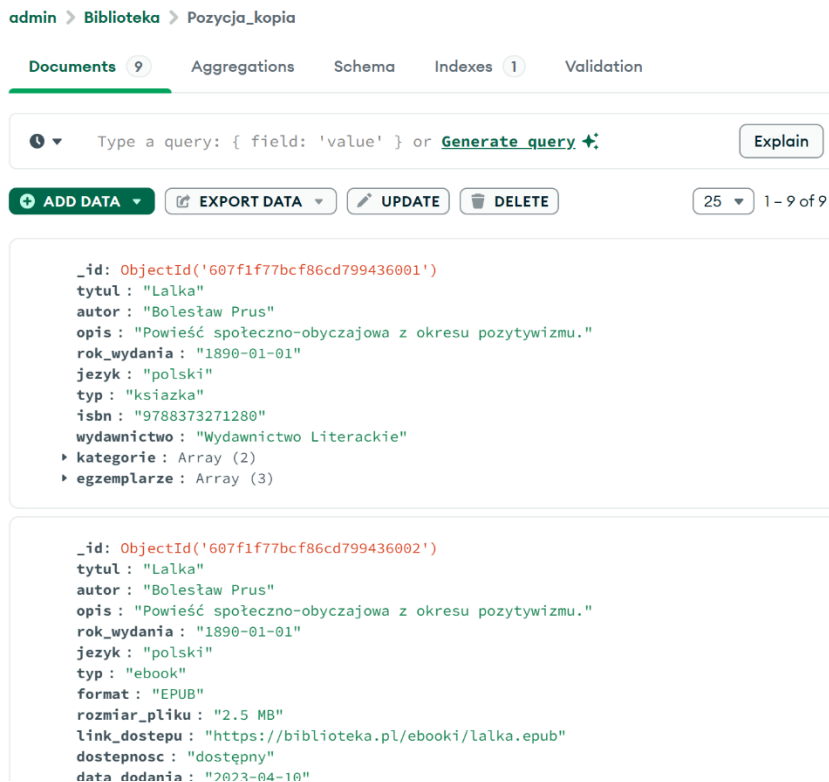 admin > Biblioteka > Pozycja_kopia
Documents 9 Aggregations Schema Indexes 1 Validation
Type a query: { field: 'value' } or Generate query Explain
ADD DATA EXPORT DATA UPDATE DELETE 25 1 – 9 of 9
_id: ObjectId('607f1f77bcf86cd799436001')
tytul : "Lalka"
autor : "Bolesław Prus"
opis : "Powieść społeczno-obyczajowa z okresu pozytywizmu."
rok_wydania : "1890-01-01"
jezyk : "polski"
typ : "ksiazka"
isbn : "9788373271280"
wydawnictwo : "Wydawnictwo Literackie"
kategorie : Array (2)
egzemplarze : Array (3)
_id: ObjectId('607f1f77bcf86cd799436002')
tytul : "Lalka"
autor : "Bolesław Prus"
opis : "Powieść społeczno-obyczajowa z okresu pozytywizmu."
rok_wydania : "1890-01-01"
jezyk : "polski"
typ : "ebook"
format : "EPUB"
rozmiar_pliku : "2.5 MB"
link_dostepu : "https://biblioteka.pl/ebooki/lalka.epub"
dostepnosc : "dostępny"
data_dodania : "2023-04-10"